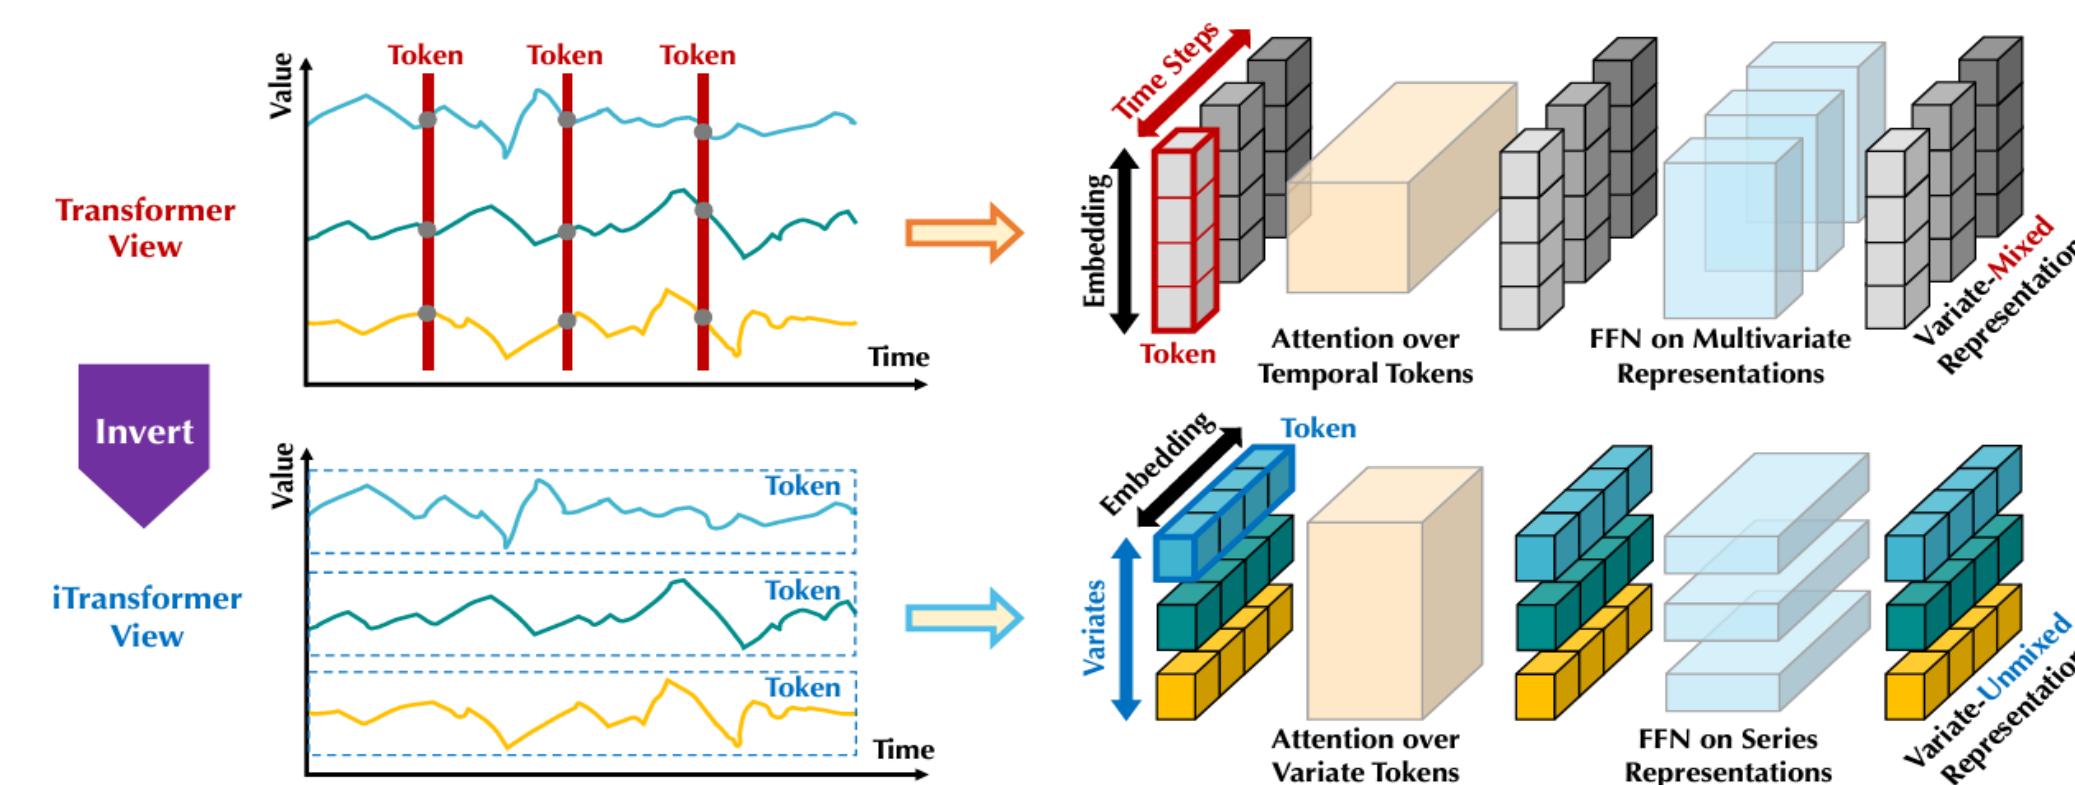 Token Token Token
Value
Transformer
View
Time
Time Steps
Embedding
Token
Attention over
Temporal Tokens
FFN on Multivariate
Representations
Variate-Mixed
Representation
Invert
Value
Token
Token
Token
iTransformer
View
Time
Embedding
Token
Variates
Attention over
Variate Tokens
FFN on Series
Representations
Variate-Unmixed
Representation